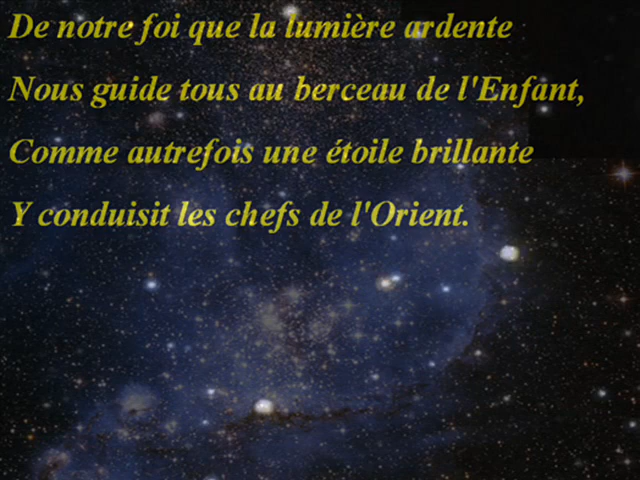 De notre foi que la lumière ardente
Nous guide tous au berceau de l'Enfant,
Comme autrefois une étoile brillante
Y conduisit les chefs de l'Orient.